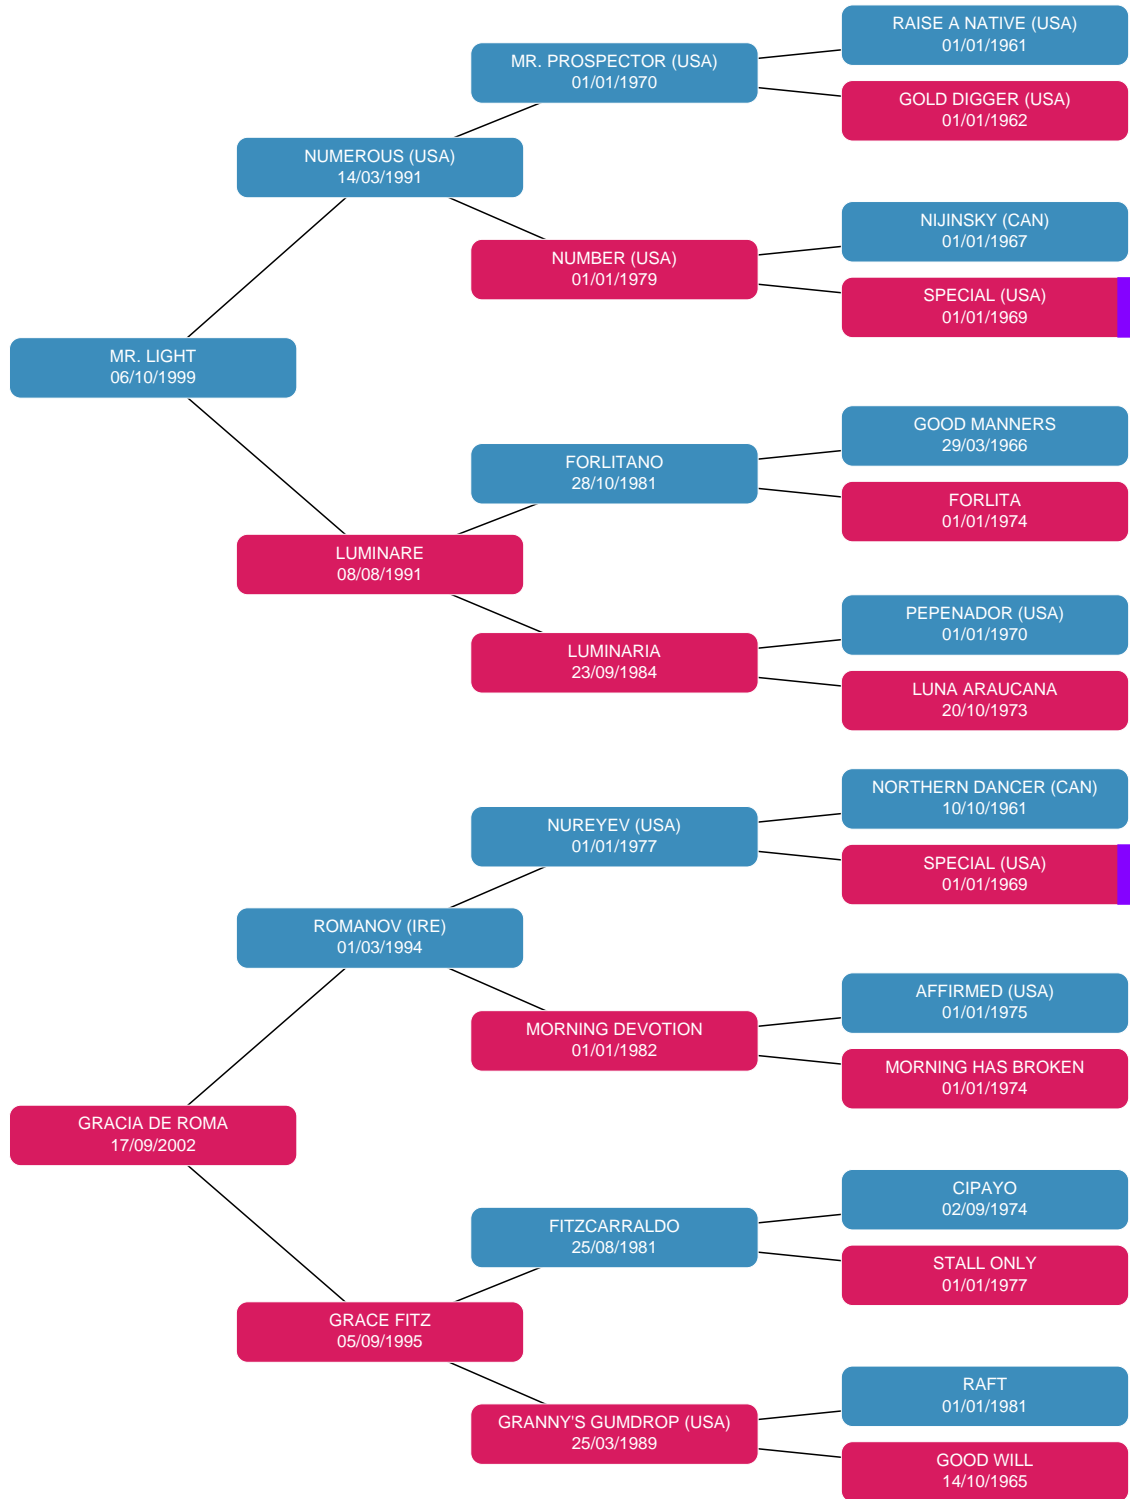 RAISE A NATIVE (USA)
01/01/1961
MR. PROSPECTOR (USA)
01/01/1970
GOLD DIGGER (USA)
01/01/1962
NUMEROUS (USA)
14/03/1991
NIJINSKY (CAN)
01/01/1967
NUMBER (USA)
01/01/1979
SPECIAL (USA)
01/01/1969
MR. LIGHT
06/10/1999
GOOD MANNERS
29/03/1966
FORLITANO
28/10/1981
FORLITA
01/01/1974
LUMINARE
08/08/1991
PEPENADOR (USA)
01/01/1970
LUMINARIA
23/09/1984
LUNA ARAUCANA
20/10/1973
NORTHERN DANCER (CAN)
10/10/1961
NUREYEV (USA)
01/01/1977
SPECIAL (USA)
01/01/1969
ROMANOV (IRE)
01/03/1994
AFFIRMED (USA)
01/01/1975
MORNING DEVOTION
01/01/1982
MORNING HAS BROKEN
01/01/1974
GRACIA DE ROMA
17/09/2002
CIPAYO
02/09/1974
FITZCARRALDO
25/08/1981
STALL ONLY
01/01/1977
GRACE FITZ
05/09/1995
RAFT
01/01/1981
GRANNY'S GUMDROP (USA)
25/03/1989
GOOD WILL
14/10/1965